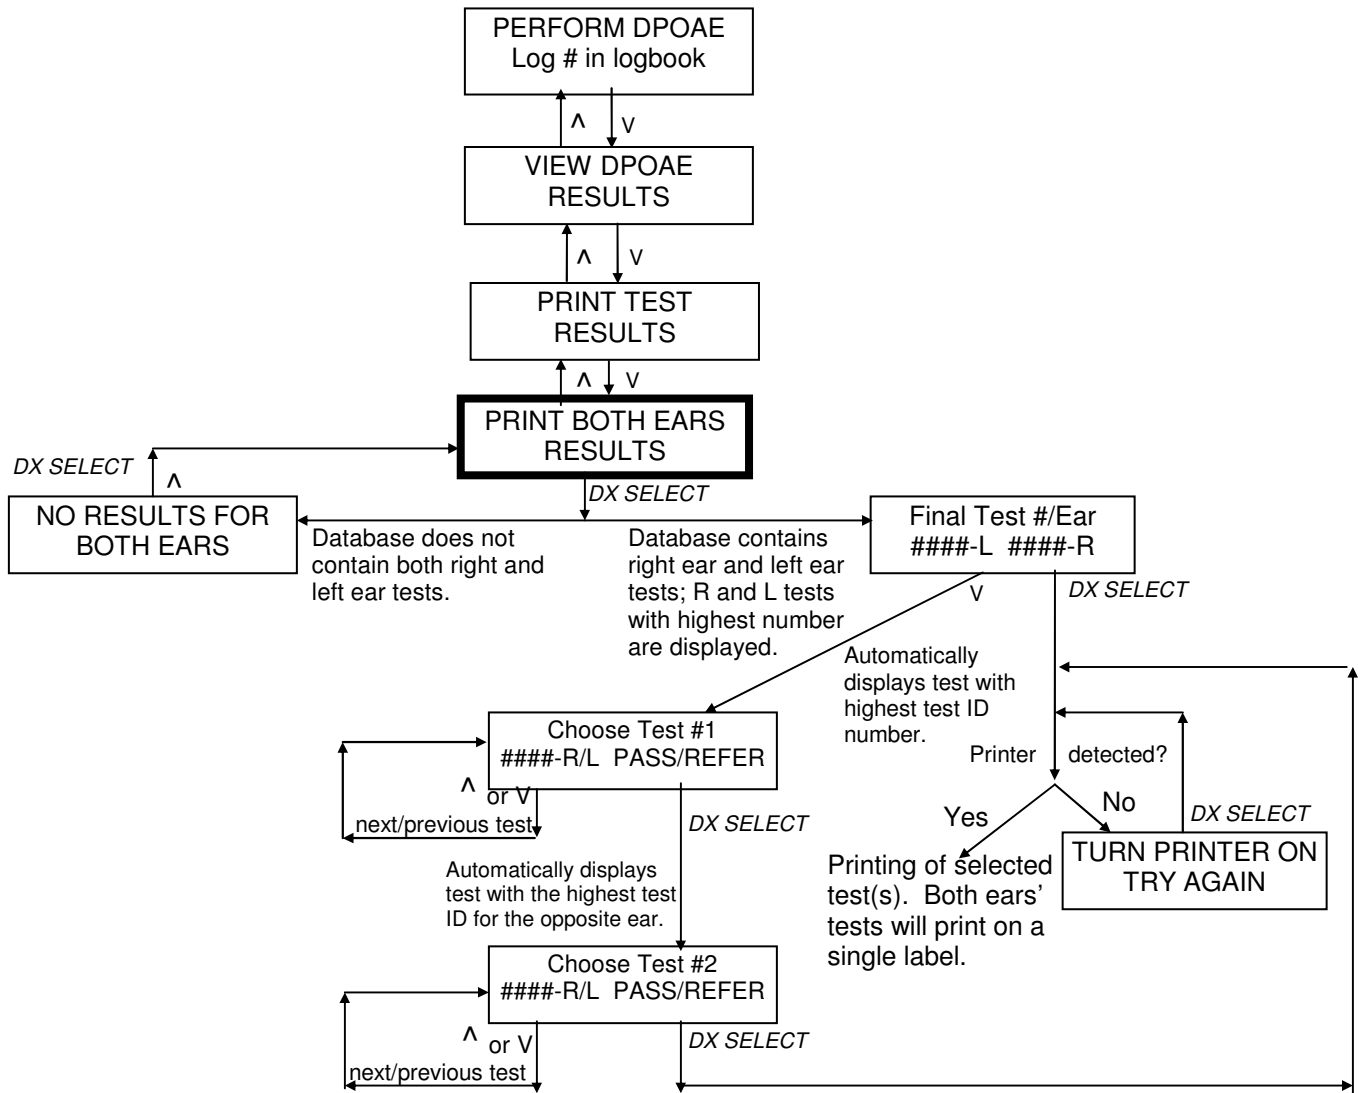 PERFORM DPOAE
Log # in logbook
^
V
VIEW DPOAE
RESULTS
^
V
PRINT TEST
RESULTS
^
V
PRINT BOTH EARS
RESULTS
DX SELECT
^
DX SELECT
NO RESULTS FOR
BOTH EARS
Database does not
contain both right and
left ear tests.
Database contains
right ear and left ear
tests; R and L tests
with highest number
are displayed.
Final Test #/Ear
####-L ####-R
V
DX SELECT
Automatically
displays test with
highest test ID
number.
Choose Test #1
####-R/L PASS/REFER
^ or V
next/previous test
DX SELECT
Printer detected?
Yes
No
DX SELECT
TURN PRINTER ON
TRY AGAIN
Printing of selected
test(s). Both ears’
tests will print on a
single label.
Automatically displays
test with the highest test
ID for the opposite ear.
Choose Test #2
####-R/L PASS/REFER
^ or V
next/previous test
DX SELECT